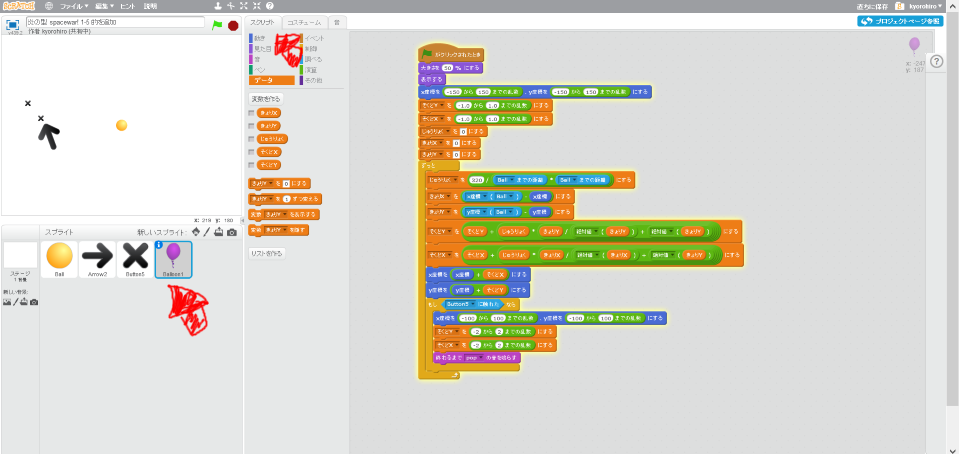 SCRATCH ファイル▼ 編集▼ ヒント 説明 直ちに保存 kyorohiro ▼
炎の型 spacewar! 1-5 的を追加
作者 kyorohiro (共有中)
スクリプト コスチューム 音
プロジェクトページ参照
動き イベント
見た目 制御
音 調べる
ペン 演算
データ その他
変数を作る
きょりX
きょりY
じゅうりょく
そくどX
そくどY
きょりY を 0 にする
きょりY を 1 ずつ変える
変数 きょりY を表示する
変数 きょりY を隠す
リストを作る
x: 219 y: 180
スプライト 新しいスプライト:
Ball Arrow2 Button5 Balloon1
ステージ
1 背景
新しい背景:
がクリックされたとき
大きさを 50 % にする
表示する
x座標を -150 から 150 までの乱数 、y座標を -150 から 150 までの乱数 にする
そくどY を -1.0 から 1.0 までの乱数 にする
そくどX を -1.0 から 1.0 までの乱数 にする
じゅうりょく を 0 にする
きょりX を 0 にする
きょりY を 0 にする
ずっと
じゅうりょく を 320 / Ball までの距離 * Ball までの距離 にする
きょりX を x座標 ( Ball ) - x座標 にする
きょりY を y座標 ( Ball ) - y座標 にする
そくどY を そくどY + じゅうりょく * きょりY / 絶対値 ( きょりX ) + 絶対値 ( きょりY ) にする
そくどX を そくどX + じゅうりょく * きょりX / 絶対値 ( きょりX ) + 絶対値 ( きょりY ) にする
x座標を x座標 + そくどX にする
y座標を y座標 + そくどY にする
もし Button5 に触れた なら
x座標を -100 から 100 までの乱数 、y座標を -100 から 100 までの乱数 にする
そくどY を -2 から 2 までの乱数 にする
そくどX を -2 から 2 までの乱数 にする
終わるまで pop の音を鳴らす